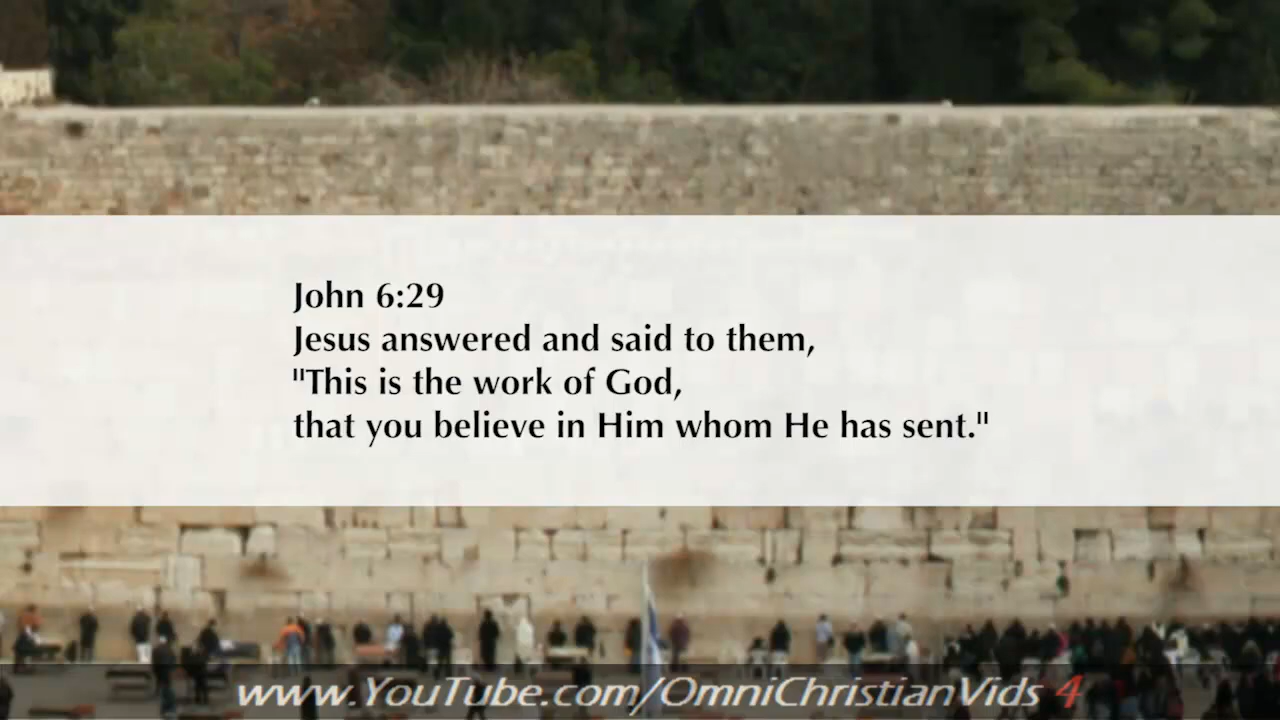 John 6:29
Jesus answered and said to them,
"This is the work of God,
that you believe in Him whom He has sent."
www.YouTube.com/OmniChristianVids 4